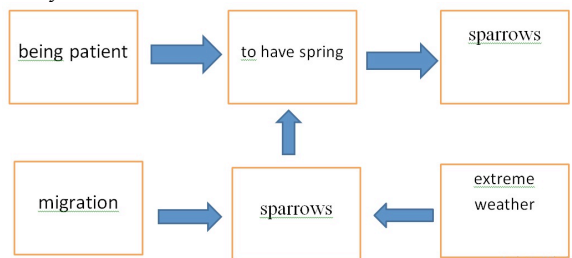 being patient
to have spring
sparrows
migration
sparrows
extreme
weather